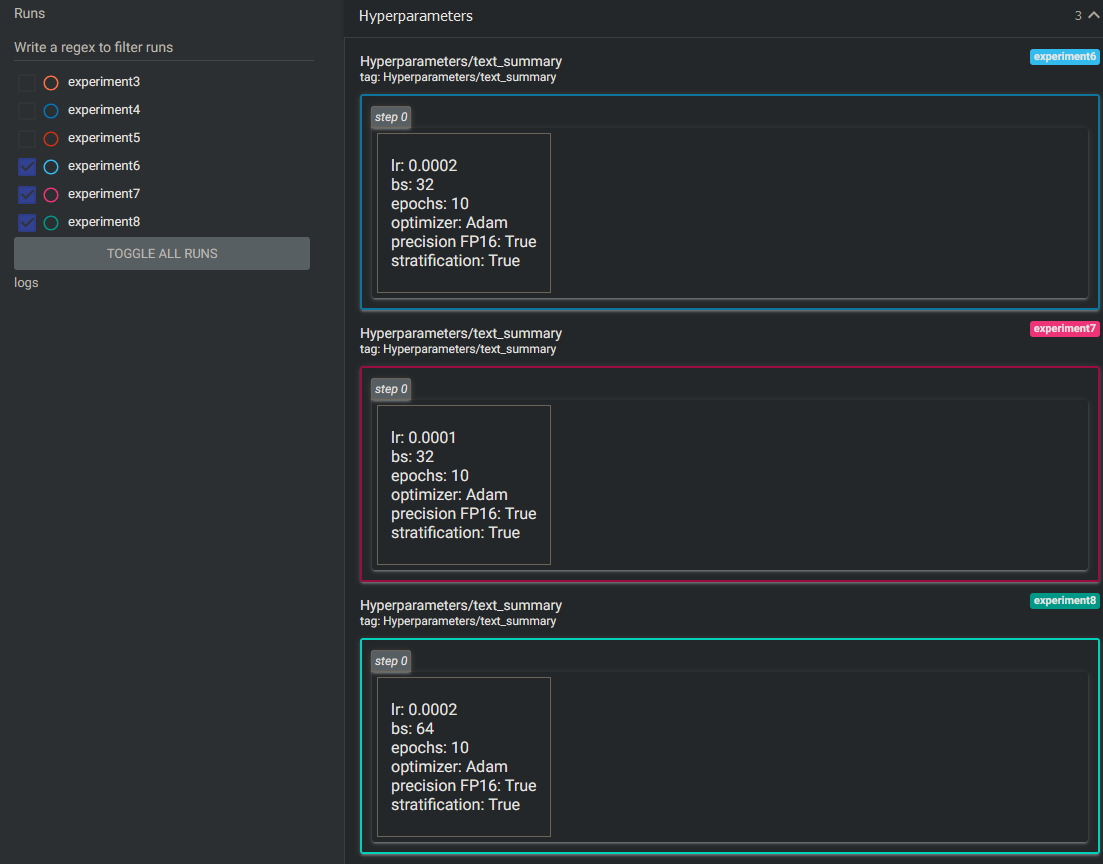 Runs
Write a regex to filter runs
experiment3
experiment4
experiment5
experiment6
experiment7
experiment8
TOGGLE ALL RUNS
logs
Hyperparameters
3
Hyperparameters/text_summary
experiment6
tag: Hyperparameters/text_summary
step 0
lr: 0.0002
bs: 32
epochs: 10
optimizer: Adam
precision FP16: True
stratification: True
Hyperparameters/text_summary
experiment7
tag: Hyperparameters/text_summary
step 0
lr: 0.0001
bs: 32
epochs: 10
optimizer: Adam
precision FP16: True
stratification: True
Hyperparameters/text_summary
experiment8
tag: Hyperparameters/text_summary
step 0
lr: 0.0002
bs: 64
epochs: 10
optimizer: Adam
precision FP16: True
stratification: True